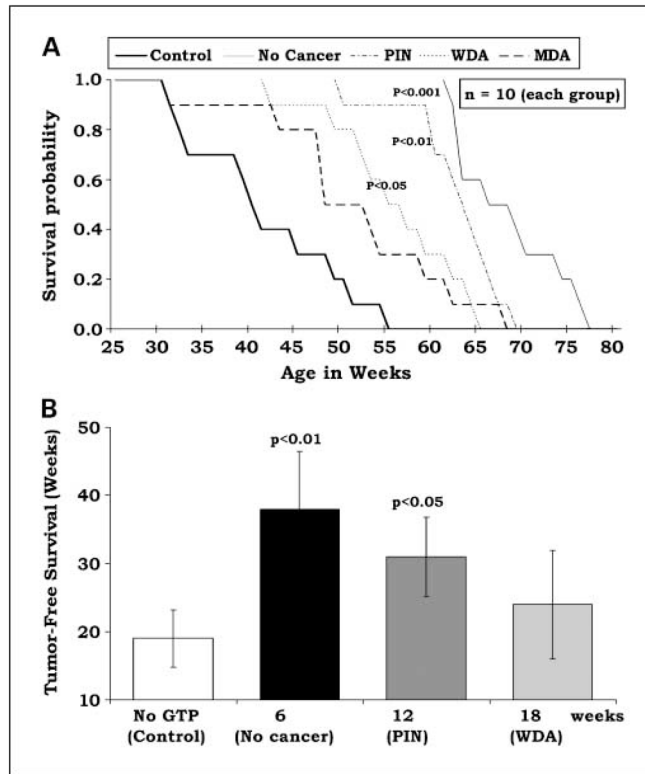 A
Control No Cancer PIN WDA MDA
1.0
0.8
0.6
0.4
0.2
0.0
Survival probability
P<0.001
n = 10 (each group)
P<0.01
P<0.05
25 30 35 40 45 50 55 60 65 70 75 80
Age in Weeks
B
50
40
30
20
10
Tumor-Free Survival (Weeks)
p<0.01
p<0.05
No GTP 6 12 18 weeks
(Control) (No cancer) (PIN) (WDA)